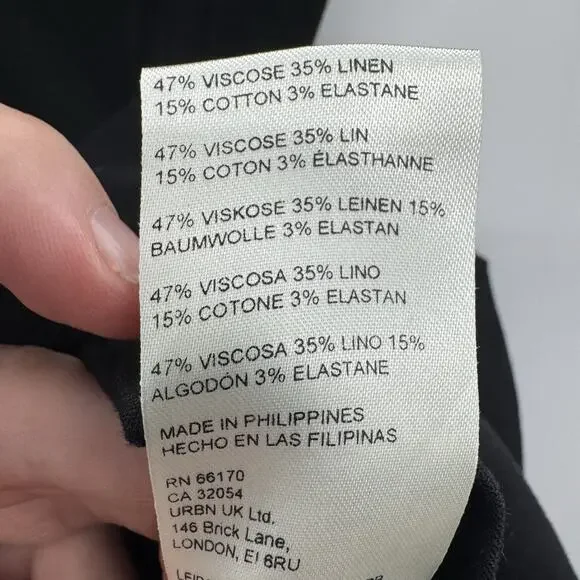 47% VISCOSE 35% LINEN
15% COTTON 3% ELASTANE
47% VISCOSE 35% LIN
15% COTON 3% ÉLASTHANNE
47% VISKOSE 35% LEINEN 15%
BAUMWOLLE 3% ELASTAN
47% VISCOSA 35% LINO
15% COTONE 3% ELASTAN
47% VISCOSA 35% LINO 15%
ALGODÓN 3% ELASTANE
MADE IN PHILIPPINES
HECHO EN LAS FILIPINAS
RN 66170
CA 32054
URBN UK Ltd.
146 Brick Lane,
LONDON, EI 6RU